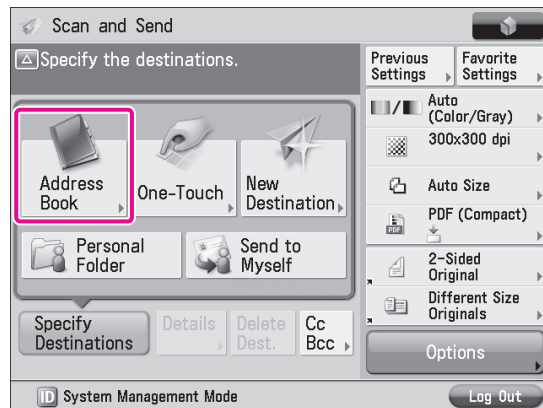 Scan and Send
Specify the destinations.
Previous
Settings
Favorite
Settings
Auto
(Color/Gray)
300x300 dpi
Auto Size
PDF (Compact)
2-Sided
Original
Different Size
Originals
Options
Address
Book
One-Touch
New
Destination
Personal
Folder
Send to
Myself
Specify
Destinations
Details
Delete
Dest.
Cc
Bcc
ID System Management Mode
Log Out
PDF